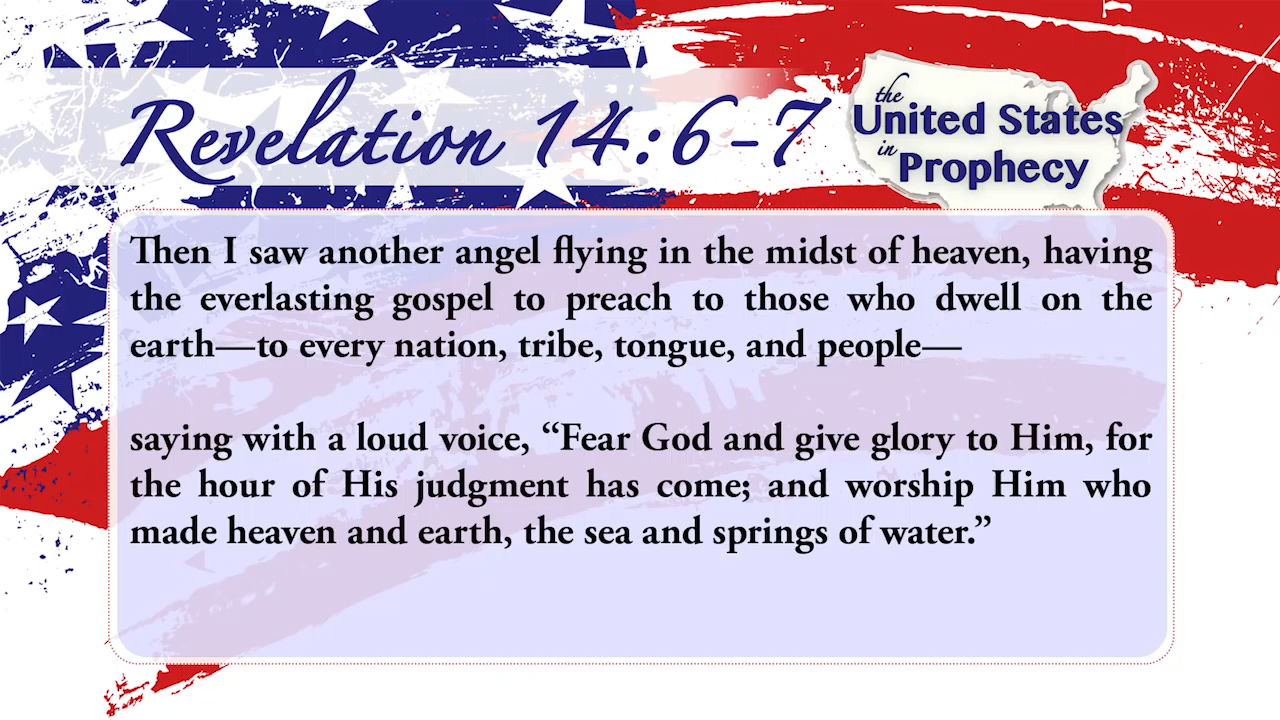 Revelation 14:6-7
the
United States
in
Prophecy
Then I saw another angel flying in the midst of heaven, having
the everlasting gospel to preach to those who dwell on the
earth—to every nation, tribe, tongue, and people—
saying with a loud voice, “Fear God and give glory to Him, for
the hour of His judgment has come; and worship Him who
made heaven and earth, the sea and springs of water.”